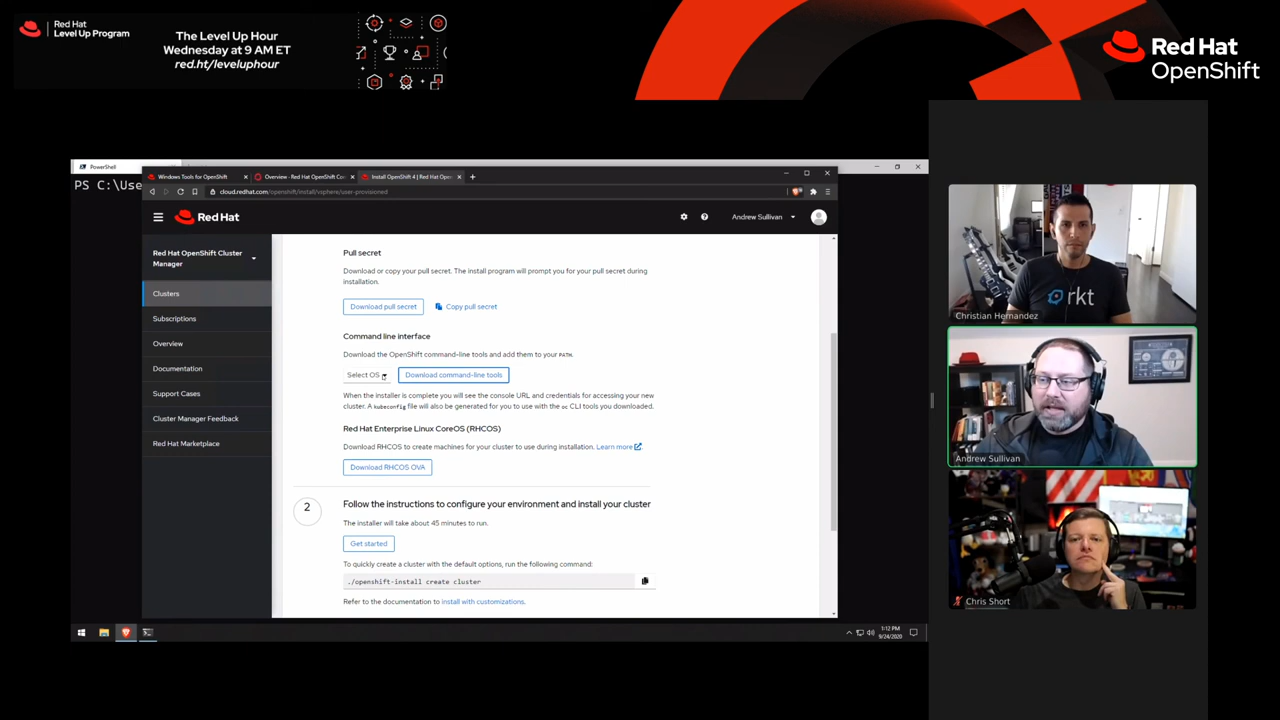 Red Hat
Level Up Program
The Level Up Hour
Wednesday at 9 AM ET
red.ht/leveluphour
Red Hat
OpenShift
PowerShell
PS C:\Use
Windows Tools for OpenShift
Overview - Red Hat OpenShift Co
Install OpenShift 4 | Red Hat Open
cloud.redhat.com/openshift/install/vsphere/user-provisioned
Red Hat
Andrew Sullivan
Red Hat OpenShift Cluster
Manager
Clusters
Subscriptions
Overview
Documentation
Support Cases
Cluster Manager Feedback
Red Hat Marketplace
Pull secret
Download or copy your pull secret. The install program will prompt you for your pull secret during
installation.
Download pull secret
Copy pull secret
Command line interface
Download the OpenShift command-line tools and add them to your PATH.
Select OS
Download command-line tools
When the installer is complete you will see the console URL and credentials for accessing your new
cluster. A kubeconfig file will also be generated for you to use with the oc CLI tools you downloaded.
Red Hat Enterprise Linux CoreOS (RHCOS)
Download RHCOS to create machines for your cluster to use during installation. Learn more
Download RHCOS OVA
2
Follow the instructions to configure your environment and install your cluster
The installer will take about 45 minutes to run.
Get started
To quickly create a cluster with the default options, run the following command:
./openshift-install create cluster
Refer to the documentation to install with customizations.
1:12 PM
9/24/2020
rkt
Christian Hernandez
Andrew Sullivan
Chris Short